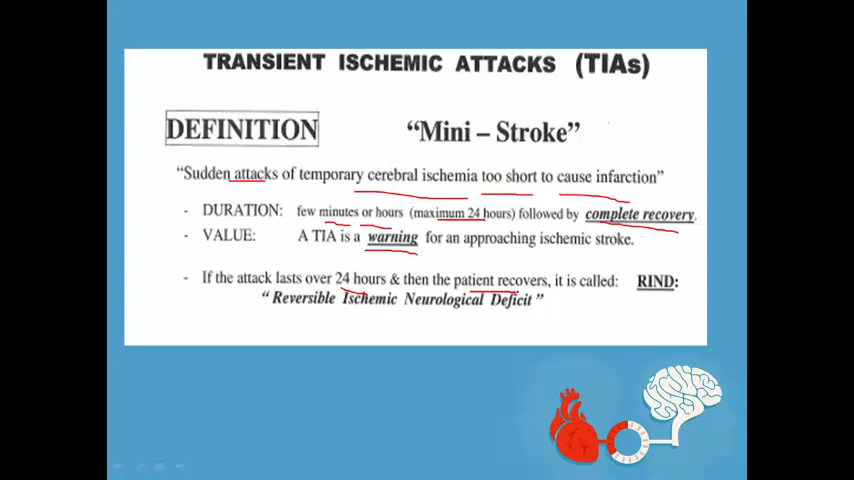 TRANSIENT ISCHEMIC ATTACKS (TIAs)
DEFINITION “Mini – Stroke”
“Sudden attacks of temporary cerebral ischemia too short to cause infarction”
- DURATION: few minutes or hours (maximum 24 hours) followed by complete recovery.
- VALUE: A TIA is a warning for an approaching ischemic stroke.
- If the attack lasts over 24 hours & then the patient recovers, it is called: RIND:
“ Reversible Ischemic Neurological Deficit ”